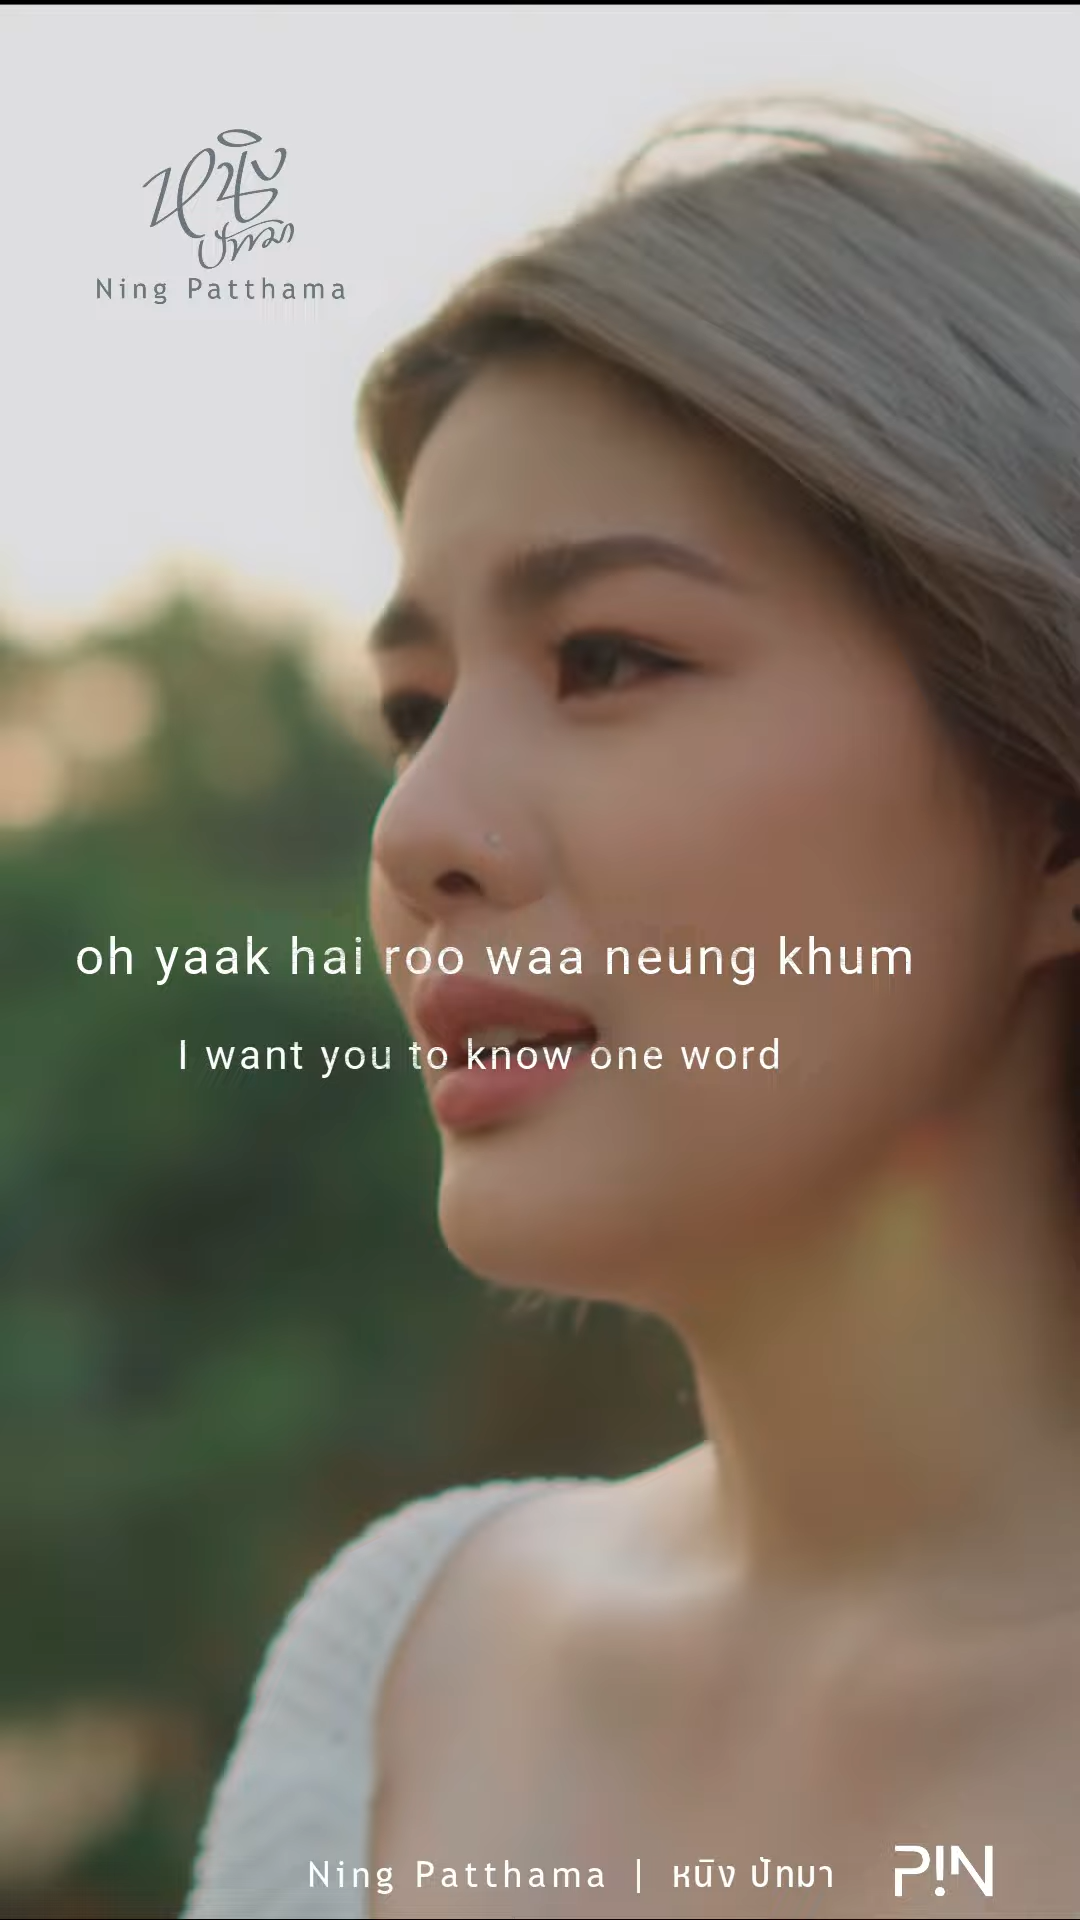 หนิง
ปัทมา
Ning Patthama
oh yaak hai roo waa neung khum
I want you to know one word
Ning Patthama | หนิง ปัทมา P!N